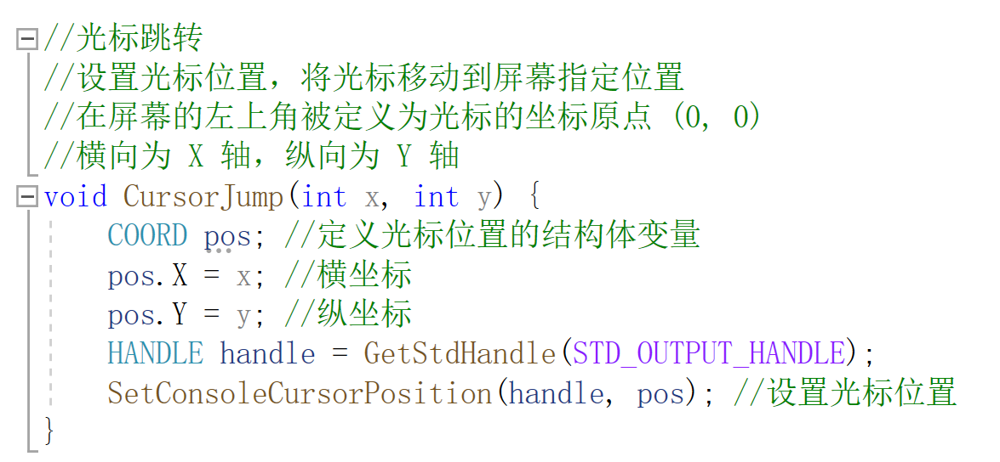 //光标跳转
//设置光标位置，将光标移动到屏幕指定位置
//在屏幕的左上角被定义为光标的坐标原点 (0, 0)
//横向为 X 轴，纵向为 Y 轴
void CursorJump(int x, int y) {
    COORD pos; //定义光标位置的结构体变量
    pos.X = x; //横坐标
    pos.Y = y; //纵坐标
    HANDLE handle = GetStdHandle(STD_OUTPUT_HANDLE);
    SetConsoleCursorPosition(handle, pos); //设置光标位置
}